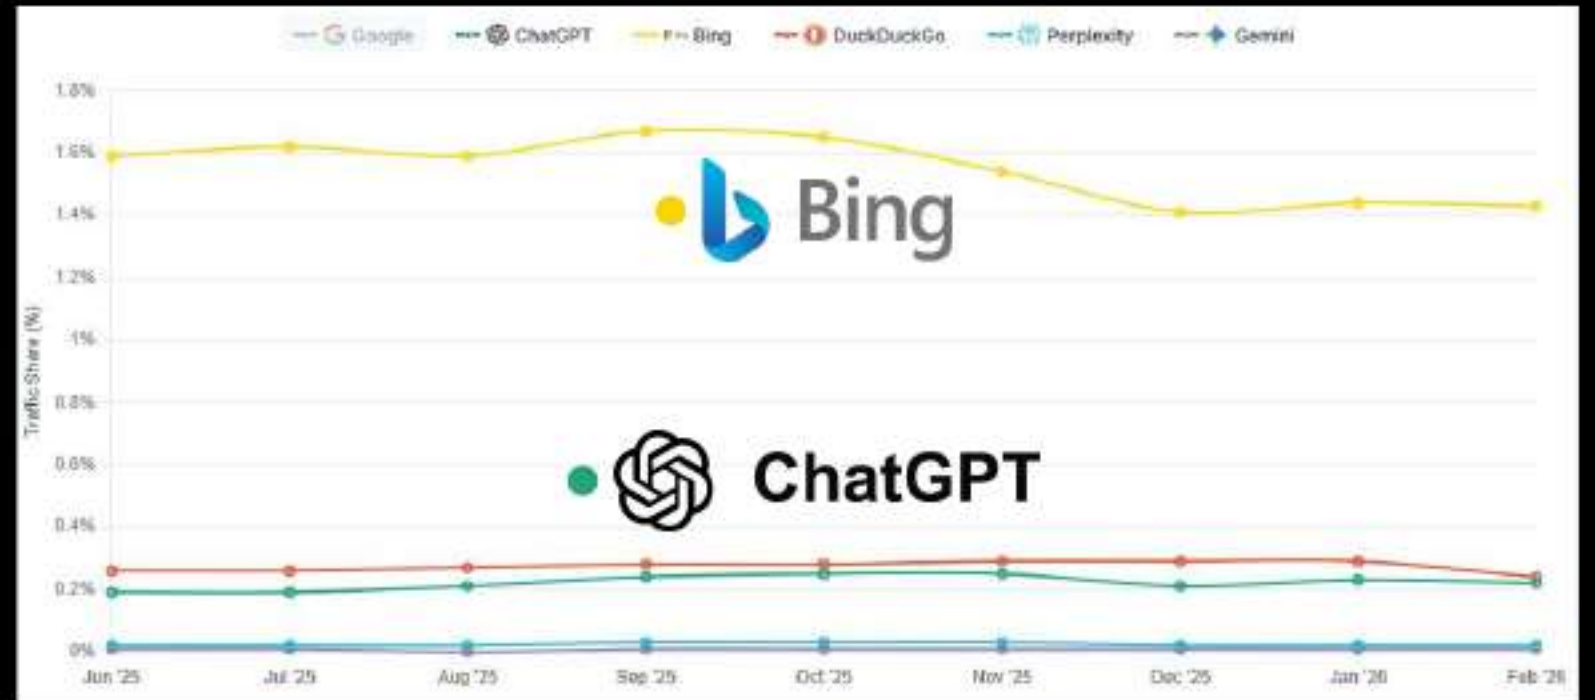 Google ChatGPT Bing DuckDuckGo Perplexity Gemini
1.8%
1.6%
1.4%
1.2%
1%
0.8%
0.6%
0.4%
0.2%
0%
Traffic Share (%)
Bing
ChatGPT
Jun '25 Jul '25 Aug '25 Sep '25 Oct '25 Nov '25 Dec '25 Jan '26 Feb '26